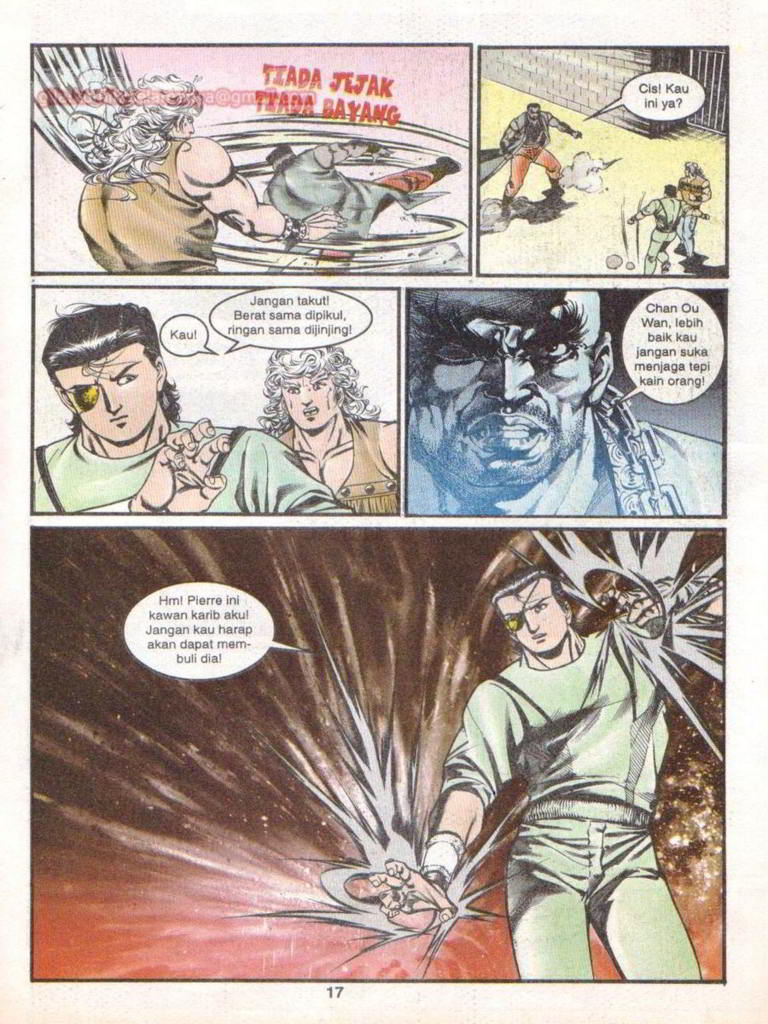 TIADA JEJAK
TIADA BAYANG
Cis! Kau
ini ya?
Kau!
Jangan takut!
Berat sama dipikul,
ringan sama dijinjing!
Chan Ou
Wan, lebih
baik kau
jangan suka
menjaga tepi
kain orang!
Hm! Pierre ini
kawan karib aku!
Jangan kau harap
akan dapat mem-
buli dia!
17